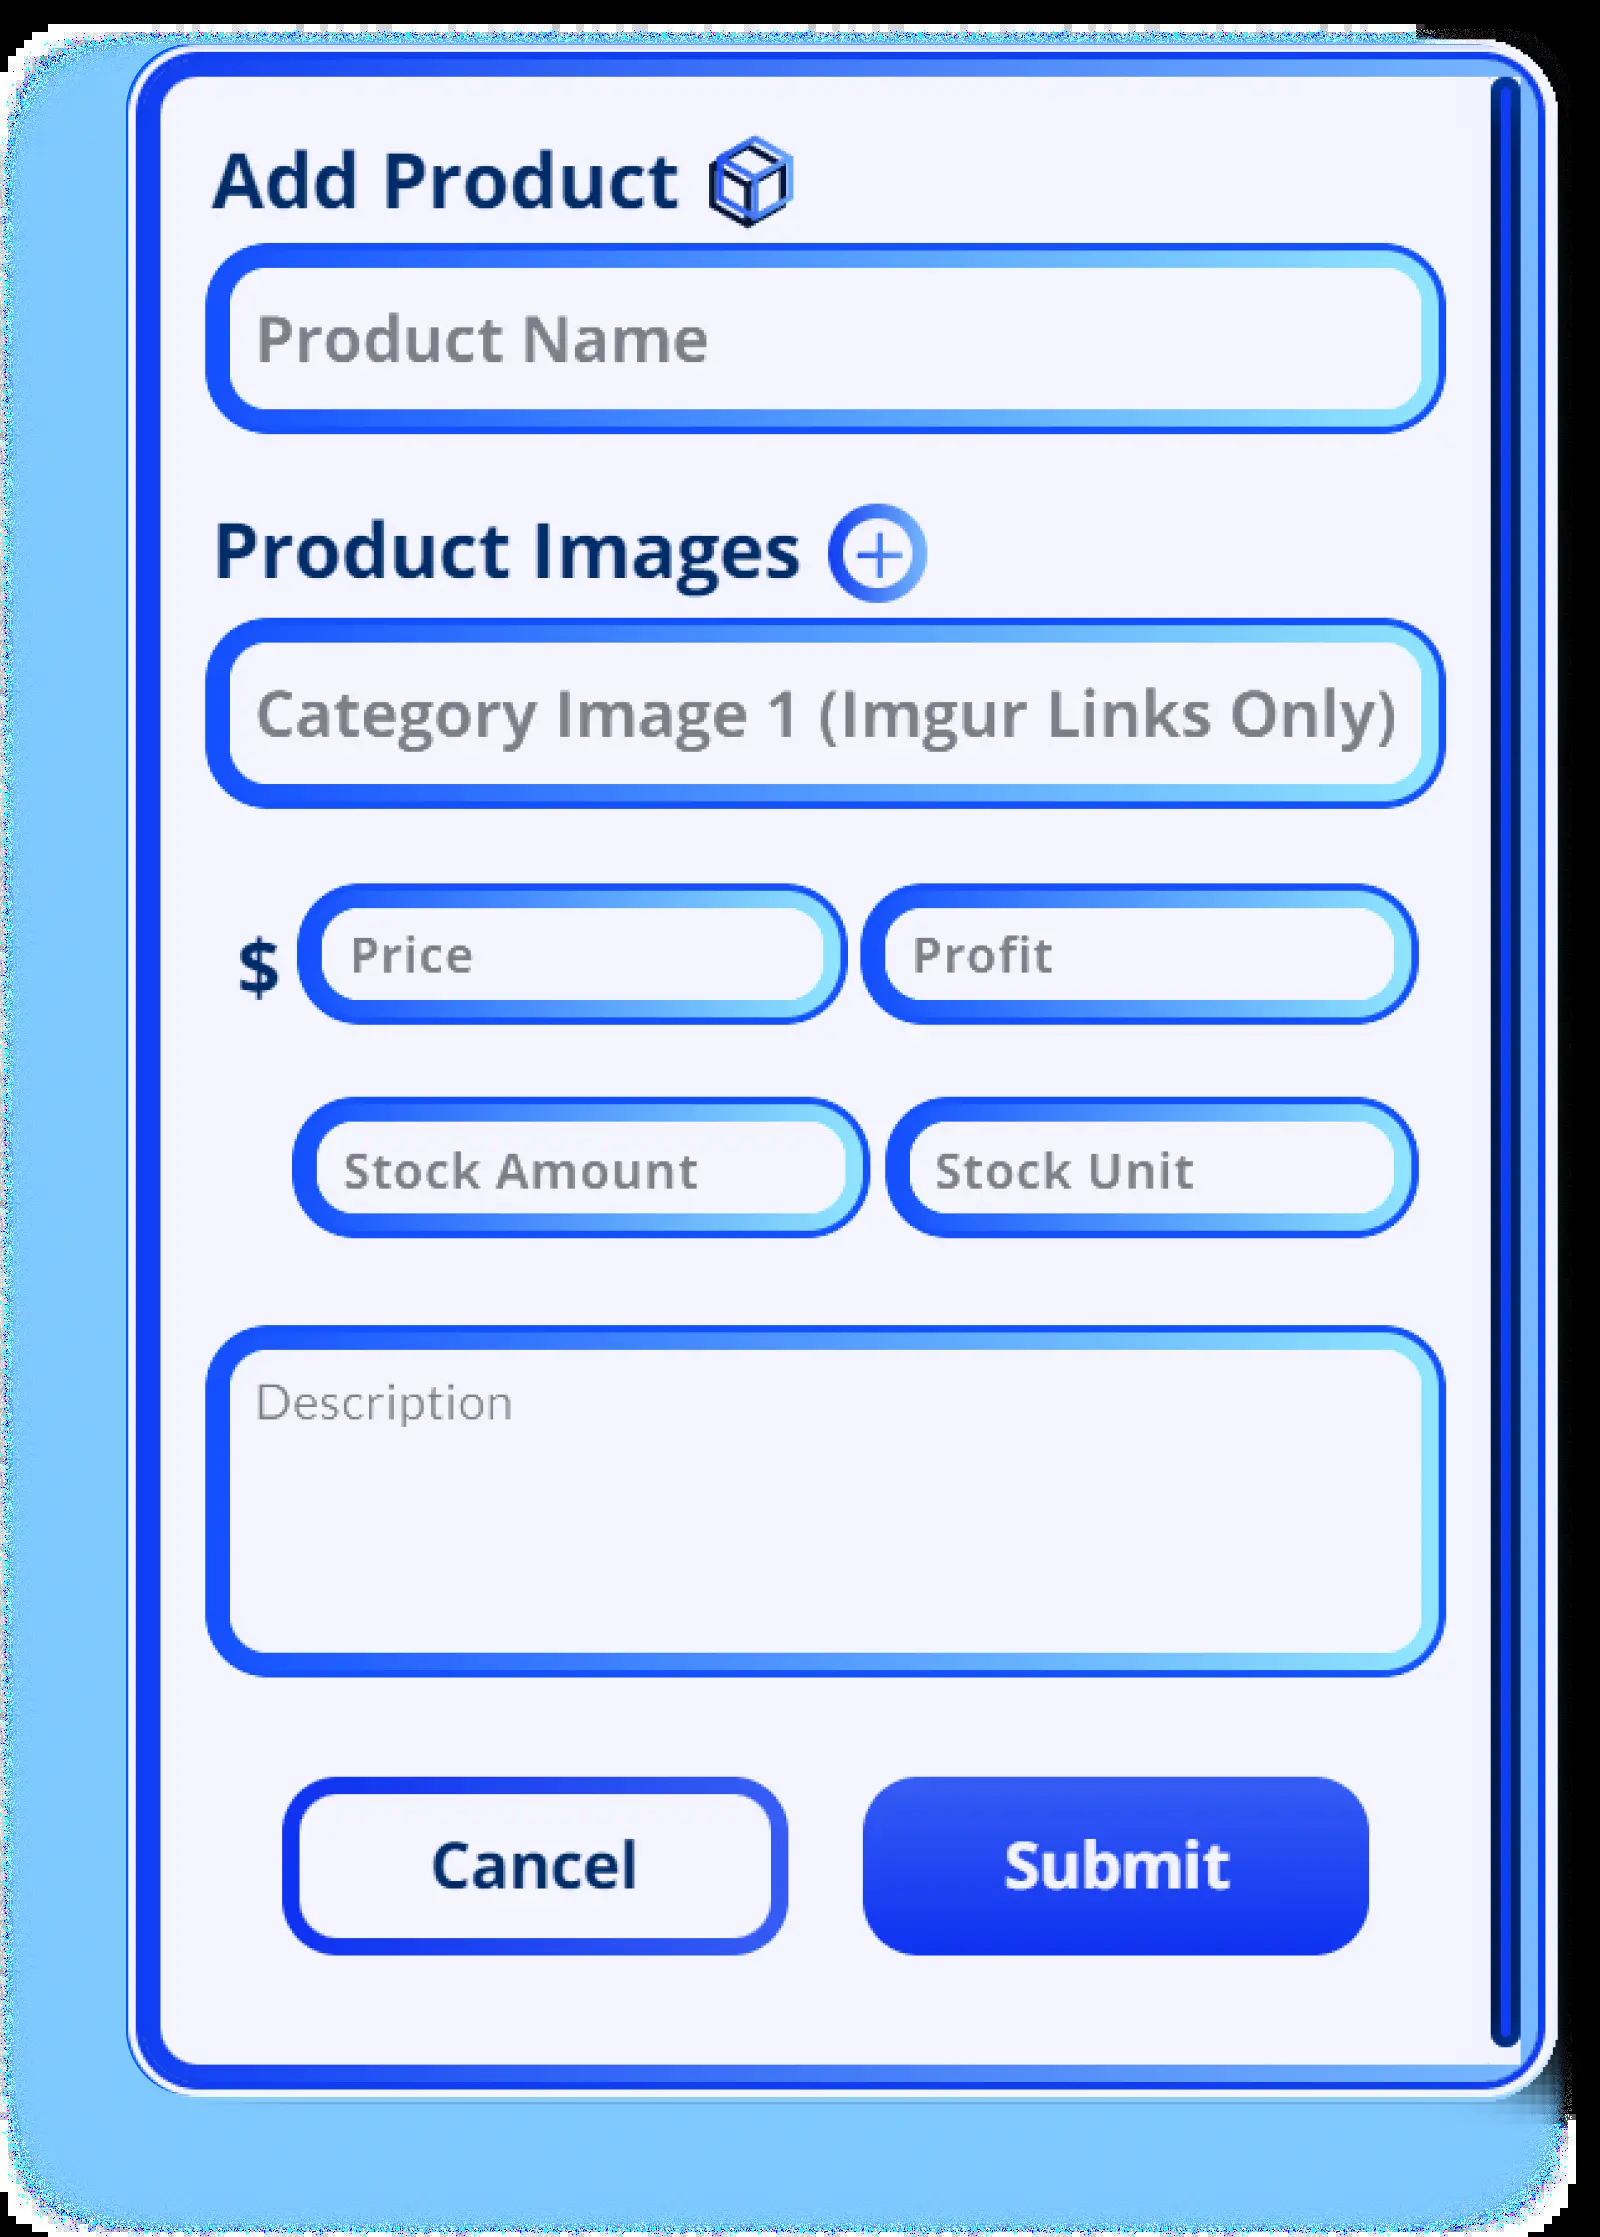 Add Product
Product Name
Product Images
Category Image 1 (Imgur Links Only)
$ Price Profit
Stock Amount Stock Unit
Description
Cancel Submit